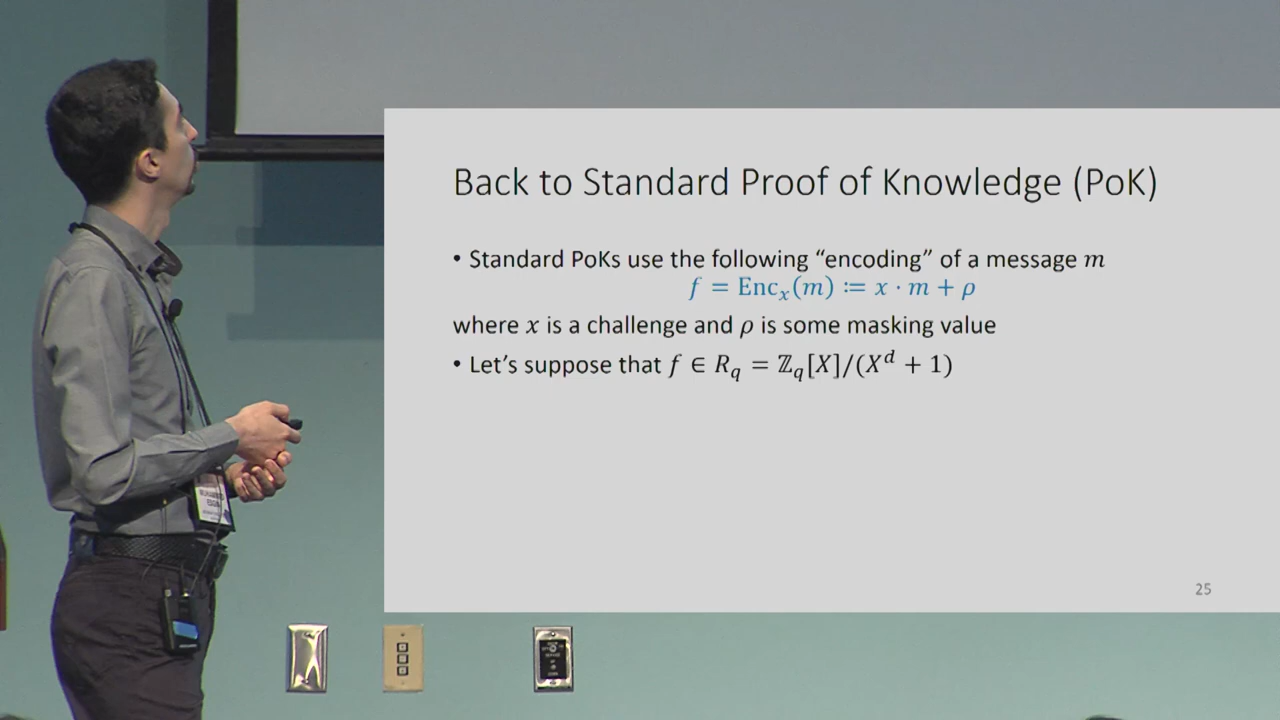 Back to Standard Proof of Knowledge (PoK)
• Standard PoKs use the following “encoding” of a message 𝑚
𝑓 = Enc𝑥(𝑚) ≔ 𝑥 ⋅ 𝑚 + 𝜌
where 𝑥 is a challenge and 𝜌 is some masking value
• Let’s suppose that 𝑓 ∈ 𝑅𝑞 = ℤ𝑞[𝑋]/(𝑋^𝑑 + 1)
25